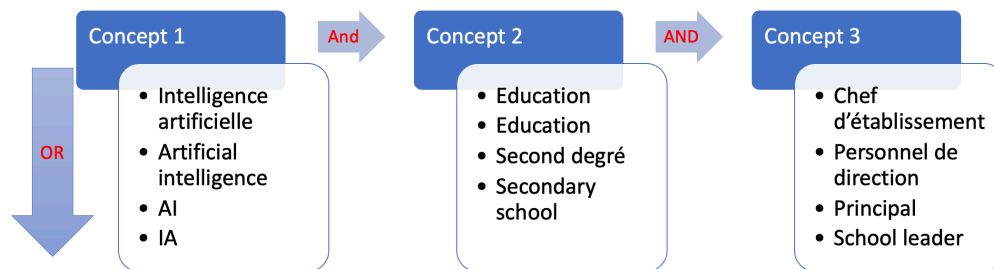 Concept 1
And
Concept 2
AND
Concept 3
OR
• Intelligence
artificielle
• Artificial
intelligence
• AI
• IA
• Education
• Education
• Second degré
• Secondary
school
• Chef
d'établissement
• Personnel de
direction
• Principal
• School leader